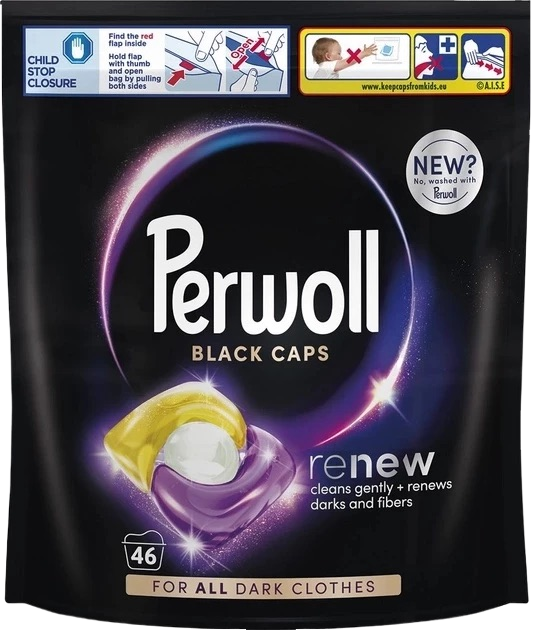 CHILD
STOP
CLOSURE
Find the red
flap inside
Hold flap
with thumb
and open
bag by pulling
both sides
Open
www.keepcapsfromkids.eu
©A.I.S.E
NEW?
No, washed with
Perwoll
Perwoll
BLACK CAPS
renew
cleans gently + renews
darks and fibers
46
FOR ALL DARK CLOTHES